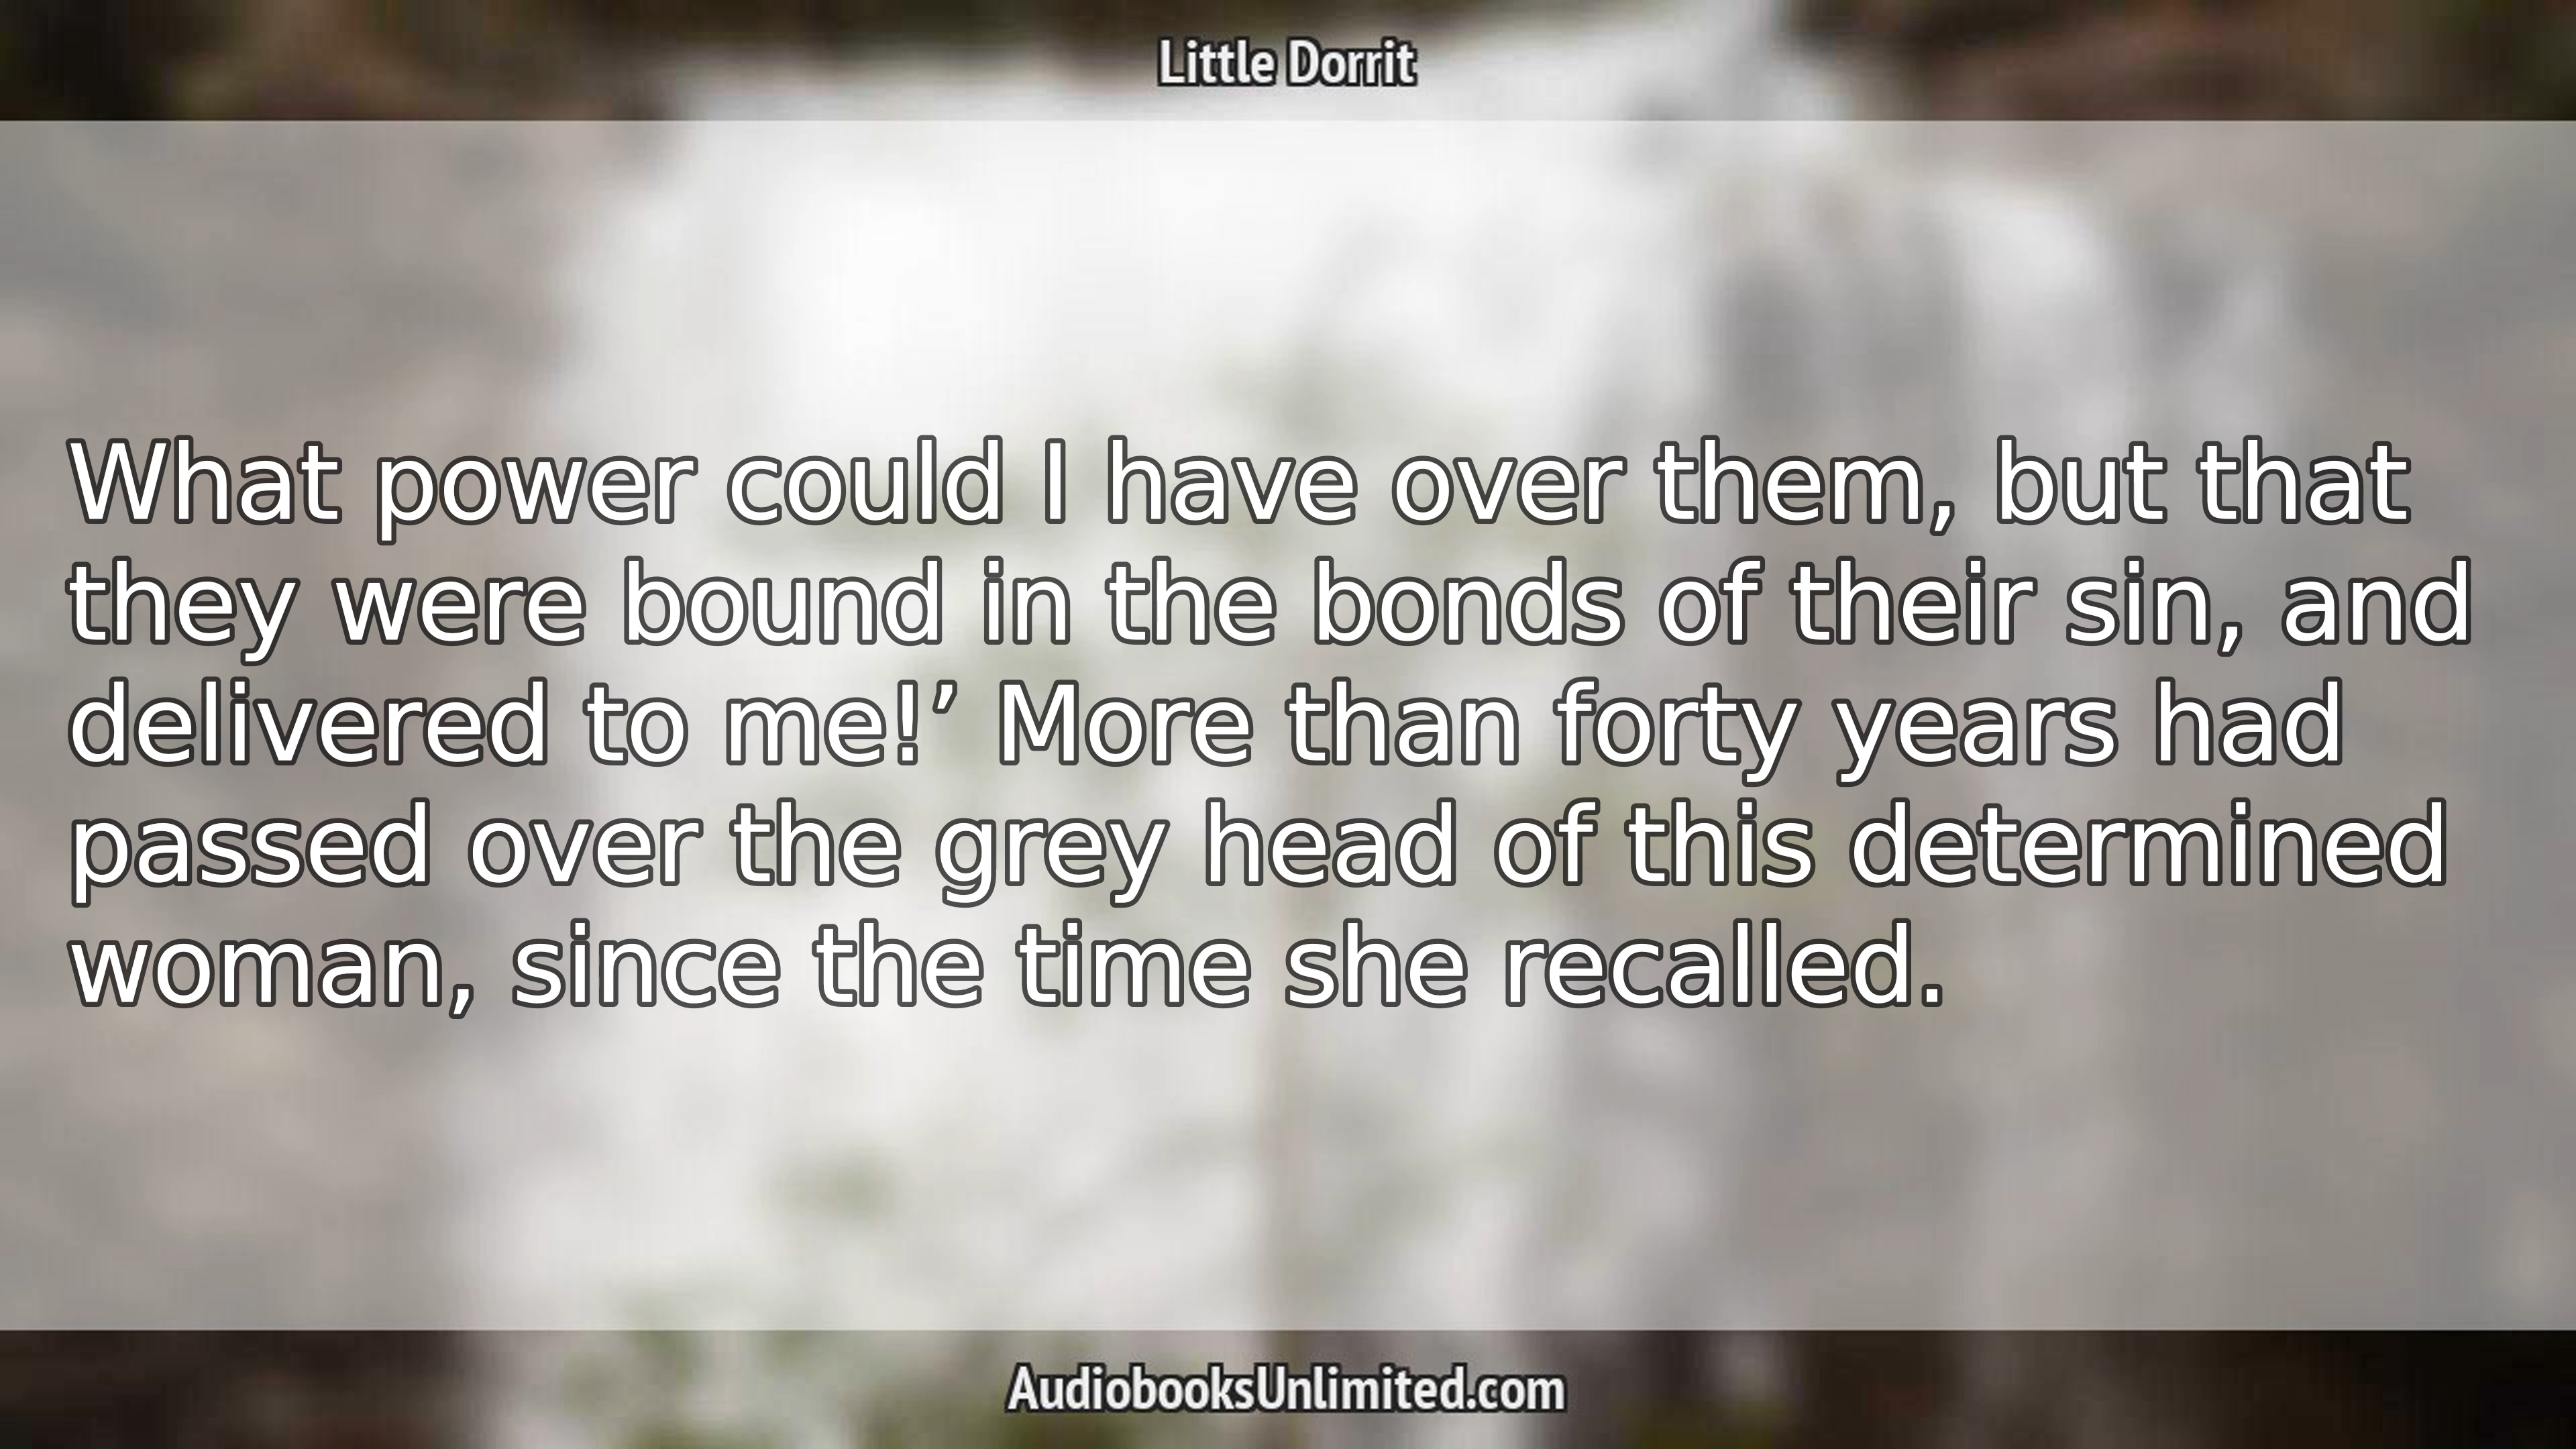 Little Dorrit
What power could I have over them, but that
they were bound in the bonds of their sin, and
delivered to me!’ More than forty years had
passed over the grey head of this determined
woman, since the time she recalled.
AudiobooksUnlimited.com